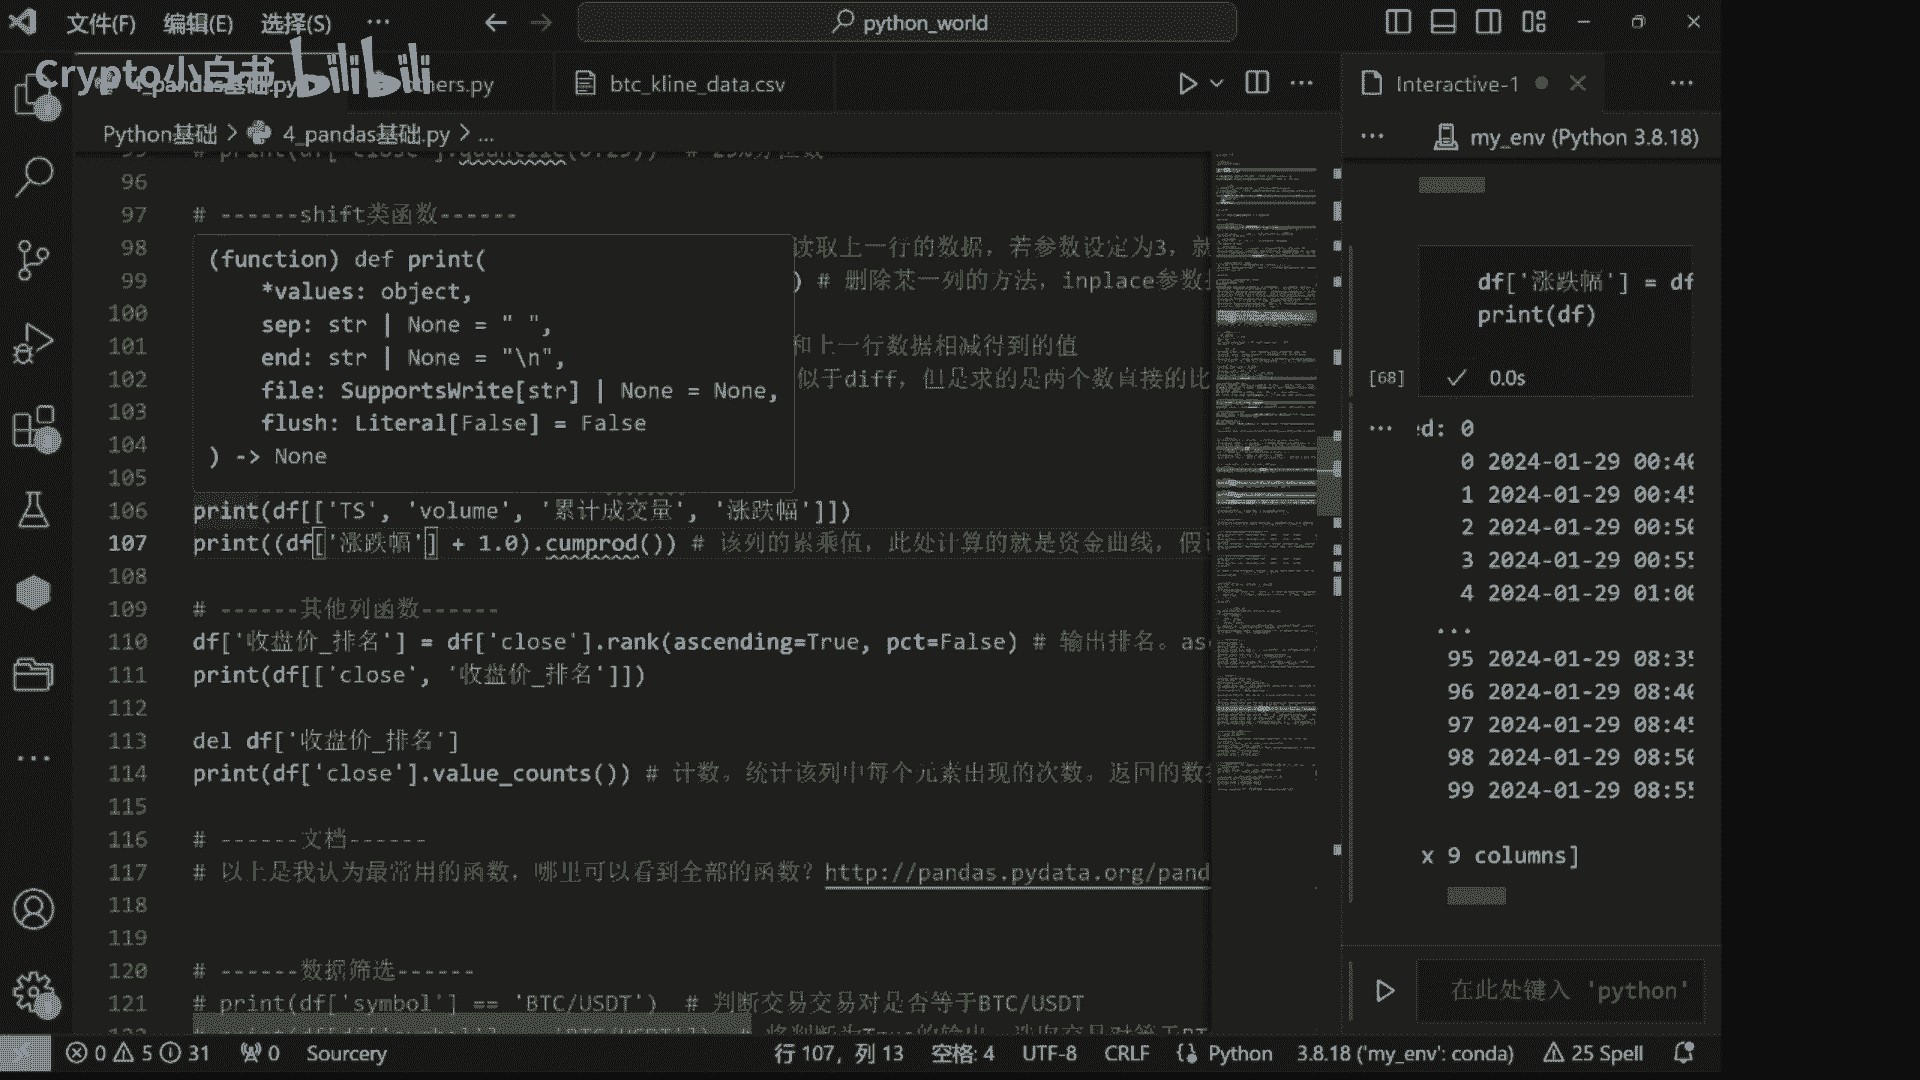 文件(F) 编辑(E) 选择(S) ··· python_world
Crypto小白书 bilibili
4_pandas基础.py
hers.py
btc_kline_data.csv
Interactive-1
Python基础 > 4_pandas基础.py > ...
my_env (Python 3.8.18)
96
97 # ------shift类函数------
98 读取上一行的数据，若参数设定为3，就
99 ) # 删除某一列的方法，inplace参数
100
101 和上一行数据相减得到的值
102 似于diff，但是求的是两个数直接的比
103
104
105
(function) def print(
*values: object,
sep: str | None = " ",
end: str | None = "\n",
file: SupportsWrite[str] | None = None,
flush: Literal[False] = False
) -> None
106 print(df[['TS', 'volume', '累计成交量', '涨跌幅']])
107 print((df['涨跌幅'] + 1.0).cumprod()) # 该列的累乘值，此处计算的就是资金曲线，假
108
109 # ------其他列函数------
110 df['收盘价_排名'] = df['close'].rank(ascending=True, pct=False) # 输出排名。as
111 print(df[['close', '收盘价_排名']])
112
113 del df['收盘价_排名']
114 print(df['close'].value_counts()) # 计数。统计该列中每个元素出现的次数。返回的数
115
116 # ------文档------
117 # 以上是我认为最常用的函数，哪里可以看到全部的函数？http://pandas.pydata.org/pand
118
119
120 # ------数据筛选------
121 # print(df['symbol'] == 'BTC/USDT') # 判断交易交易对是否等于BTC/USDT
df['涨跌幅'] = df
print(df)
[68] 0.0s
d: 0
0 2024-01-29 00:4
1 2024-01-29 00:4
2 2024-01-29 00:5
3 2024-01-29 00:5
4 2024-01-29 01:0
...
95 2024-01-29 08:3
96 2024-01-29 08:4
97 2024-01-29 08:4
98 2024-01-29 08:5
99 2024-01-29 08:5
x 9 columns]
在此处键入 'python'
0 5 31 0 Sourcery 行 107，列 13 空格: 4 UTF-8 CRLF Python 3.8.18 ('my_env': conda) 25 Spell